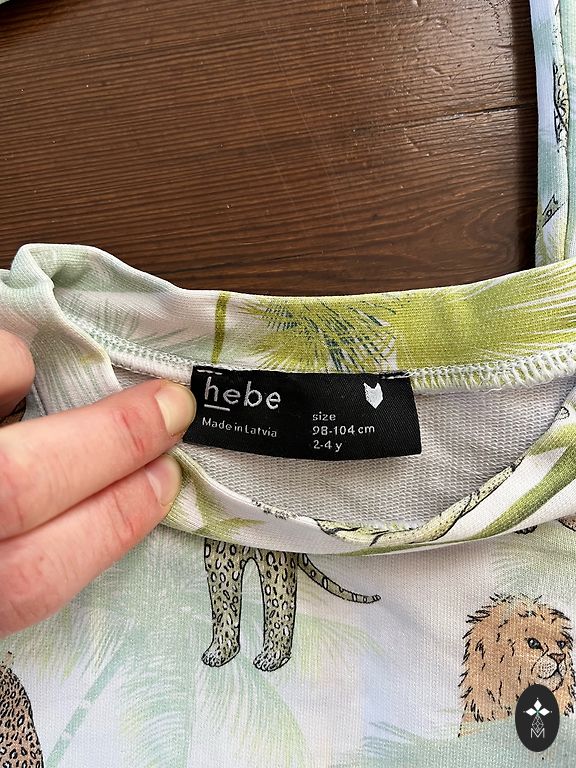 hebe
Made in Latvia
size
98-104 cm
2-4 y
M